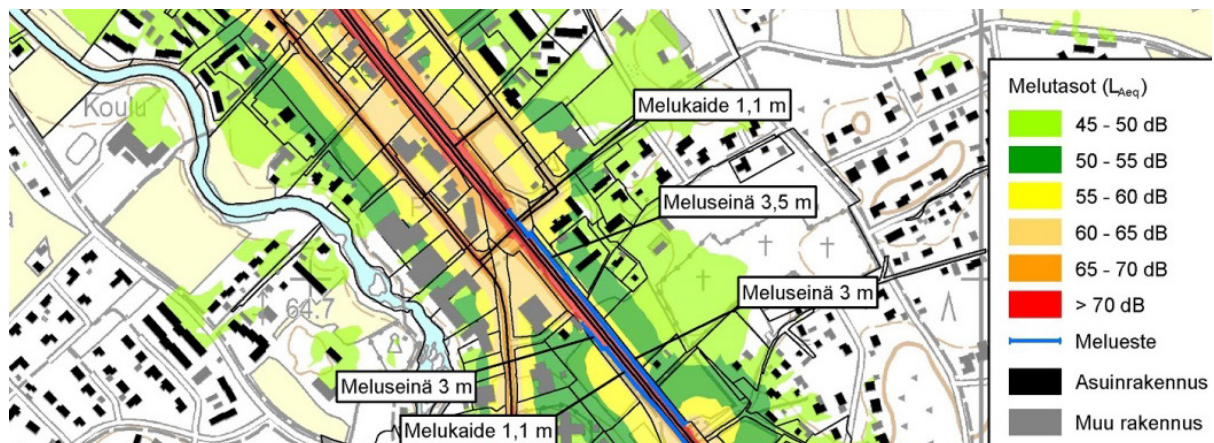 Koulu
64.7
Melukaide 1,1 m
Meluseinä 3,5 m
Meluseinä 3 m
Meluseinä 3 m
Melukaide 1,1 m
Melutasot (LAeq)
45 - 50 dB
50 - 55 dB
55 - 60 dB
60 - 65 dB
65 - 70 dB
> 70 dB
Melueste
Asuinrakennus
Muu rakennus